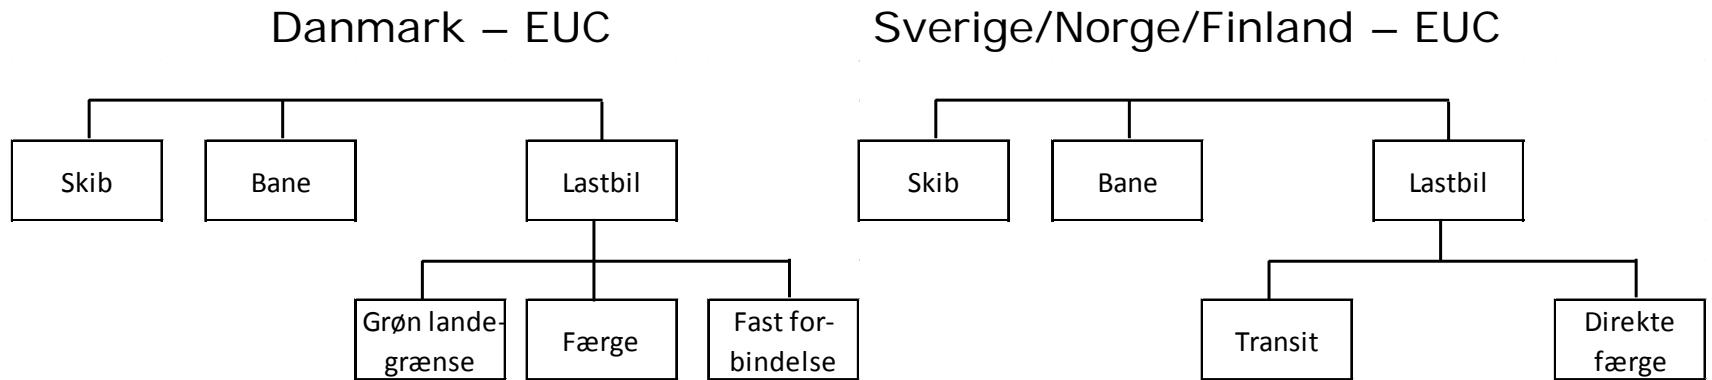 Danmark – EUC
Sverige/Norge/Finland – EUC
Skib
Bane
Lastbil
Skib
Bane
Lastbil
Grøn lande-
grænse
Færge
Fast for-
bindelse
Transit
Direkte
færge